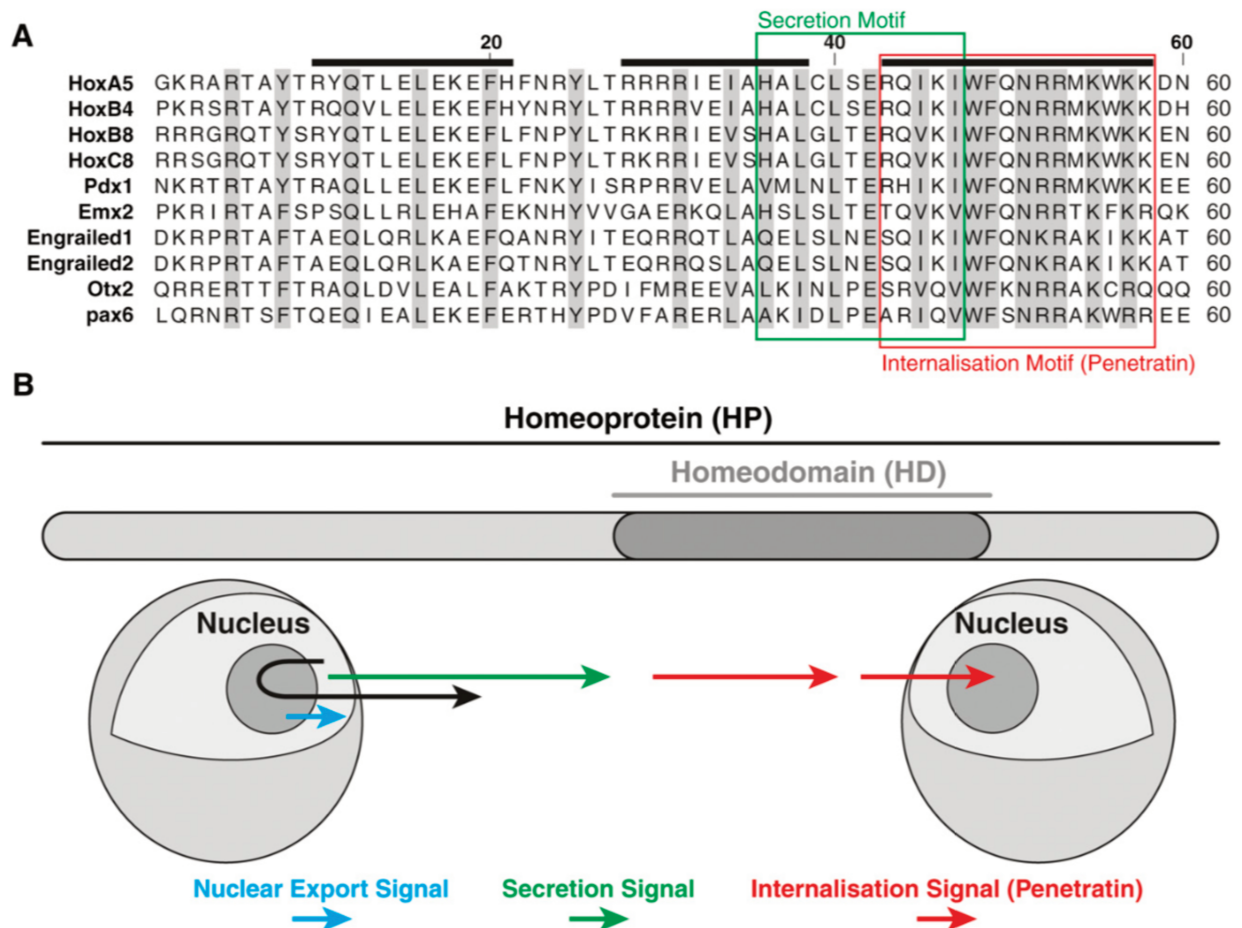 A
Secretion Motif
20 40 60
HoxA5 GKRARTAYTRYQTLELEKEFHFNRYLTRRRRIEIAHALCLSERQIKIWFQNRRMKWKKDN 60
HoxB4 PKRSRTAYTRQQVLELEKEFHYNRYLTRRRRVEIAHALCLSERQIKIWFQNRRMKWKKDH 60
HoxB8 RRRGRQTYSRYQTLELEKEFLFNPYLTRKRRIEVSHALGLTERQVKIWFQNRRMKWKKEN 60
HoxC8 RRSGRQTYSRYQTLELEKEFLFNPYLTRKRRIEVSHALGLTERQVKIWFQNRRMKWKKEN 60
Pdx1 NKRTRTAYTRAQLLELEKEFLFNKYISRPRRVELAVMLNLTERHIKIWFQNRRMKWKKEE 60
Emx2 PKRIRTAFSPSQLLRLEHAFEKNHYVVGAERKQLAHSLSLTETQVKVWFQNRRTKFKRQK 60
Engrailed1 DKRPRTAFTAEQLQRLKAEFQANRYITEQRRQTLAQELSLNESQIKIWFQNKRAKIKKAT 60
Engrailed2 DKRPRTAFTAEQLQRLKAEFQTNRYLTEQRRQSLAQELSLNESQIKIWFQNKRAKIKKAT 60
Otx2 QRRERTTFTRAQLDVLEALFAKTRYPDIFMREEVALKINLPESRVQVWFKNRRAKCRQQQ 60
pax6 LQRNRTSFTQEQIEALEKEFERTHYPDVFARERLAAKIDLPEARIQVWFSNRRAKWRREE 60
Internalisation Motif (Penetratin)
B
Homeoprotein (HP)
Homeodomain (HD)
Nucleus Nucleus
Nuclear Export Signal Secretion Signal Internalisation Signal (Penetratin)